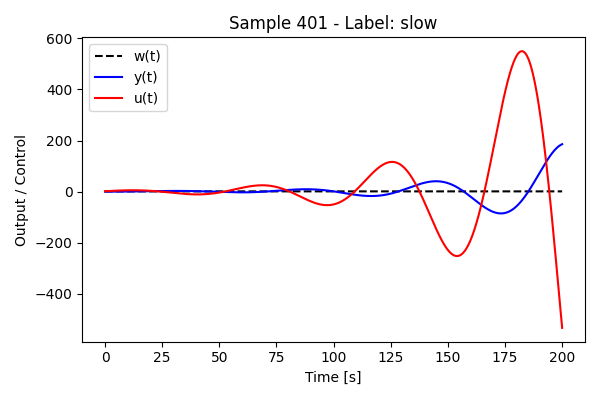 Sample 401 - Label: slow
w(t)
y(t)
u(t)
600
400
200
0
−200
−400
Output / Control
0 25 50 75 100 125 150 175 200
Time [s]